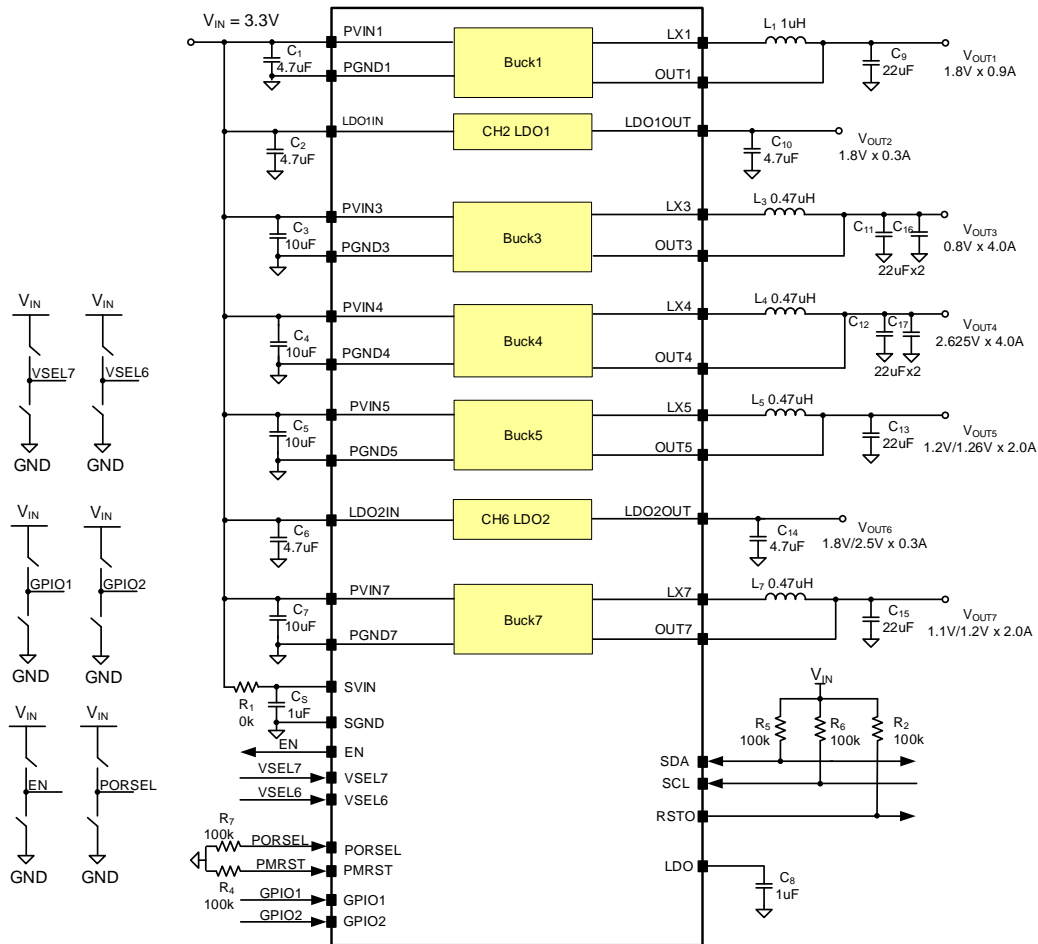 VIN = 3.3V
PVIN1
C1
4.7uF
PGND1
Buck1
LX1
OUT1
L1 1uH
C9
22uF
VOUT1
1.8V x 0.9A
LDO1IN
C2
4.7uF
CH2 LDO1
LDO1OUT
C10
4.7uF
VOUT2
1.8V x 0.3A
PVIN3
C3
10uF
PGND3
Buck3
LX3
OUT3
L3 0.47uH
C11
C16
22uFx2
VOUT3
0.8V x 4.0A
PVIN4
C4
10uF
PGND4
Buck4
LX4
OUT4
L4 0.47uH
C12
C17
22uFx2
VOUT4
2.625V x 4.0A
PVIN5
C5
10uF
PGND5
Buck5
LX5
OUT5
L5 0.47uH
C13
22uF
VOUT5
1.2V/1.26V x 2.0A
LDO2IN
C6
4.7uF
CH6 LDO2
LDO2OUT
C14
4.7uF
VOUT6
1.8V/2.5V x 0.3A
PVIN7
C7
10uF
PGND7
Buck7
LX7
OUT7
L7 0.47uH
C15
22uF
VOUT7
1.1V/1.2V x 2.0A
R1
0k
CS
1uF
SVIN
SGND
EN
EN
VSEL7
VSEL7
VSEL6
VSEL6
R7
100k
PORSEL
PORSEL
PMRST
PMRST
R4
100k
GPIO1
GPIO1
GPIO2
GPIO2
VIN
R5
100k
R6
100k
R2
100k
SDA
SCL
RSTO
LDO
C8
1uF
VIN
VIN
VSEL7
VSEL6
GND
GND
VIN
VIN
GPIO1
GPIO2
GND
GND
VIN
VIN
EN
PORSEL
GND
GND